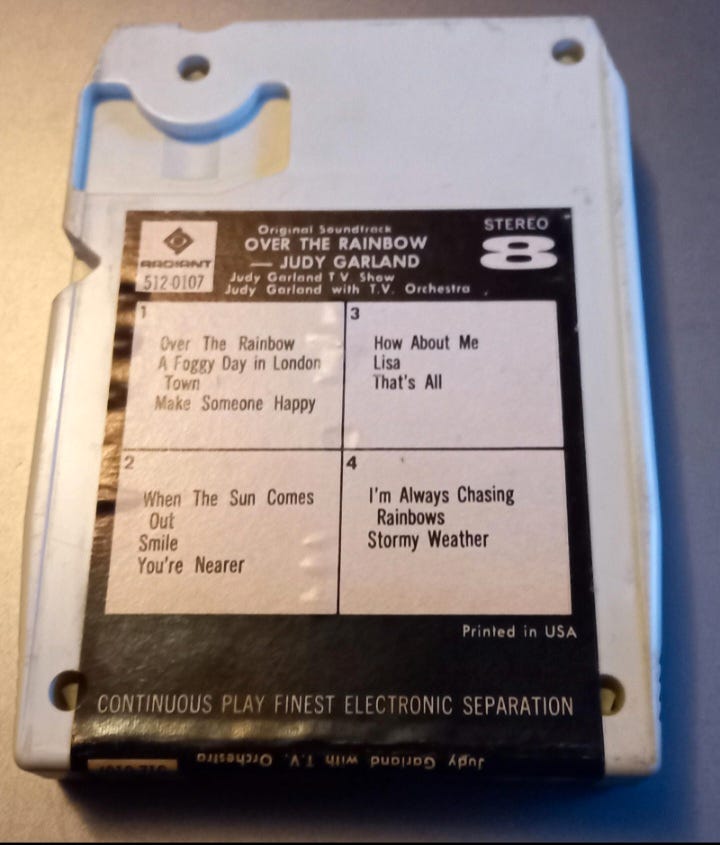 Original Soundtrack
OVER THE RAINBOW
— JUDY GARLAND
Judy Garland T V Show
Judy Garland with T.V. Orchestra
STEREO
8
RADIANT
512-0107
1
Over The Rainbow
A Foggy Day in London
Town
Make Someone Happy
3
How About Me
Lisa
That's All
2
When The Sun Comes
Out
Smile
You're Nearer
4
I'm Always Chasing
Rainbows
Stormy Weather
Printed in USA
CONTINUOUS PLAY FINEST ELECTRONIC SEPARATION
Judy Garland with T.V. Orchestra